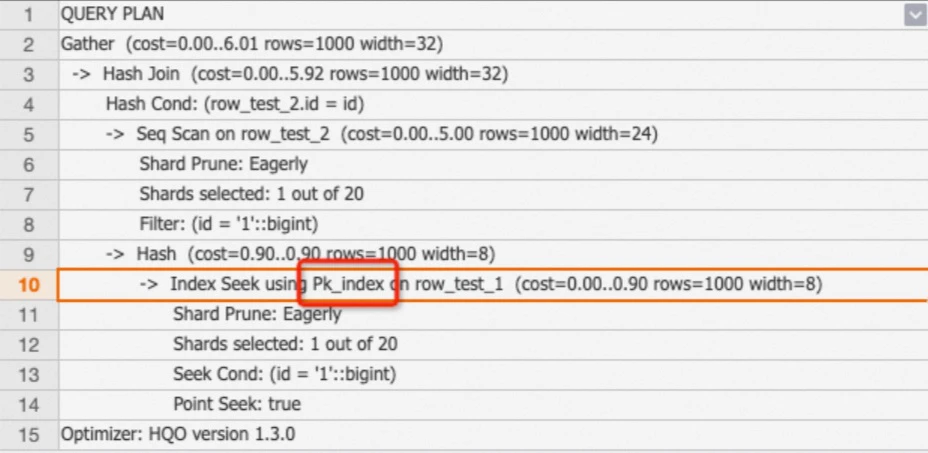 1 QUERY PLAN
2 Gather (cost=0.00..6.01 rows=1000 width=32)
3 -> Hash Join (cost=0.00..5.92 rows=1000 width=32)
4 Hash Cond: (row_test_2.id = id)
5 -> Seq Scan on row_test_2 (cost=0.00..5.00 rows=1000 width=24)
6 Shard Prune: Eagerly
7 Shards selected: 1 out of 20
8 Filter: (id = '1'::bigint)
9 -> Hash (cost=0.90..0.90 rows=1000 width=8)
10 -> Index Seek using Pk_index on row_test_1 (cost=0.00..0.90 rows=1000 width=8)
11 Shard Prune: Eagerly
12 Shards selected: 1 out of 20
13 Seek Cond: (id = '1'::bigint)
14 Point Seek: true
15 Optimizer: HQO version 1.3.0